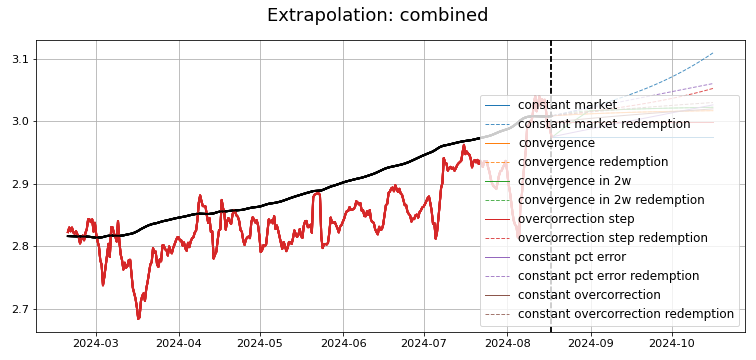 Extrapolation: combined
3.1
3.0
2.9
2.8
2.7
constant market
constant market redemption
convergence
convergence redemption
convergence in 2w
convergence in 2w redemption
overcorrection step
overcorrection step redemption
constant pct error
constant pct error redemption
constant overcorrection
constant overcorrection redemption
2024-03 2024-04 2024-05 2024-06 2024-07 2024-08 2024-09 2024-10